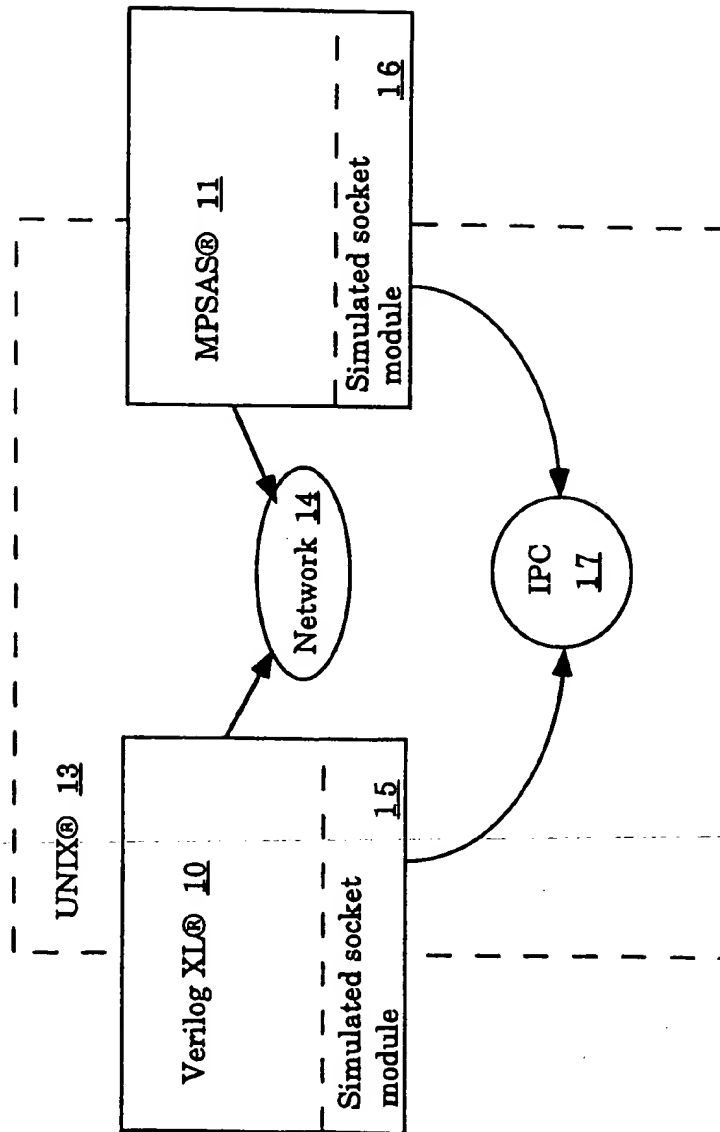 UNIX® 13
Verilog XL® 10
Simulated socket
module 15
Network 14
IPC
17
MPSAS® 11
Simulated socket
module 16